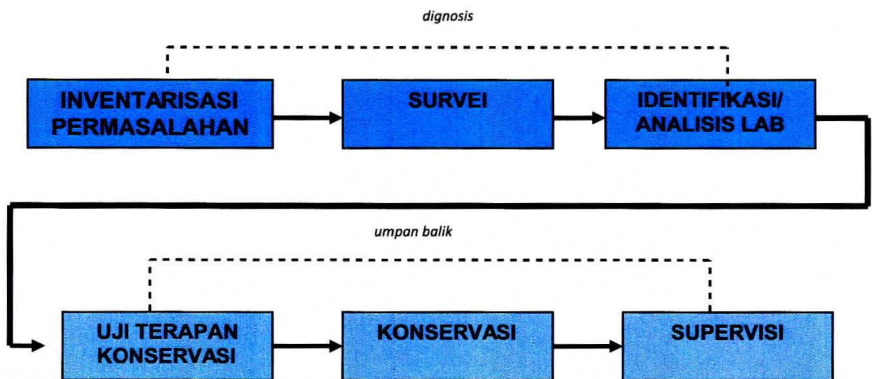 dignosis
INVENTARISASI
PERMASALAHAN
SURVEI
IDENTIFIKASI/
ANALISIS LAB
umpan balik
UJI TERAPAN
KONSERVASI
KONSERVASI
SUPERVISI